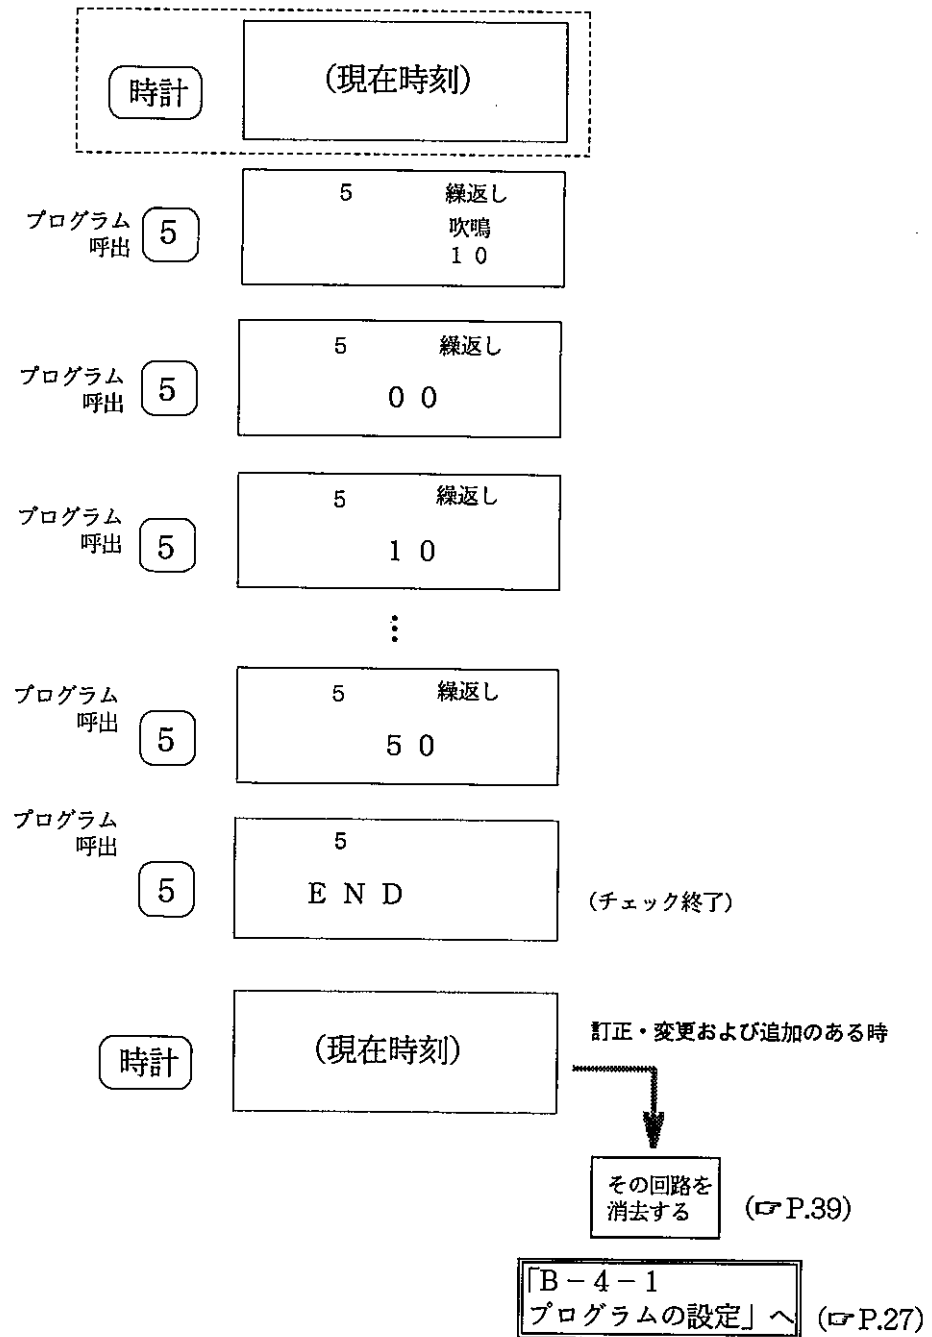 時計
(現在時刻)
プログラム
呼出
5
5 繰返し
吹鳴
10
プログラム
呼出
5
5 繰返し
00
プログラム
呼出
5
5 繰返し
10
⋮
プログラム
呼出
5
5 繰返し
50
プログラム
呼出
5
5
END
(チェック終了)
時計
(現在時刻)
訂正・変更および追加のある時
その回路を
消去する
(☞P.39)
「B-4-1
プログラムの設定」へ
(☞P.27)